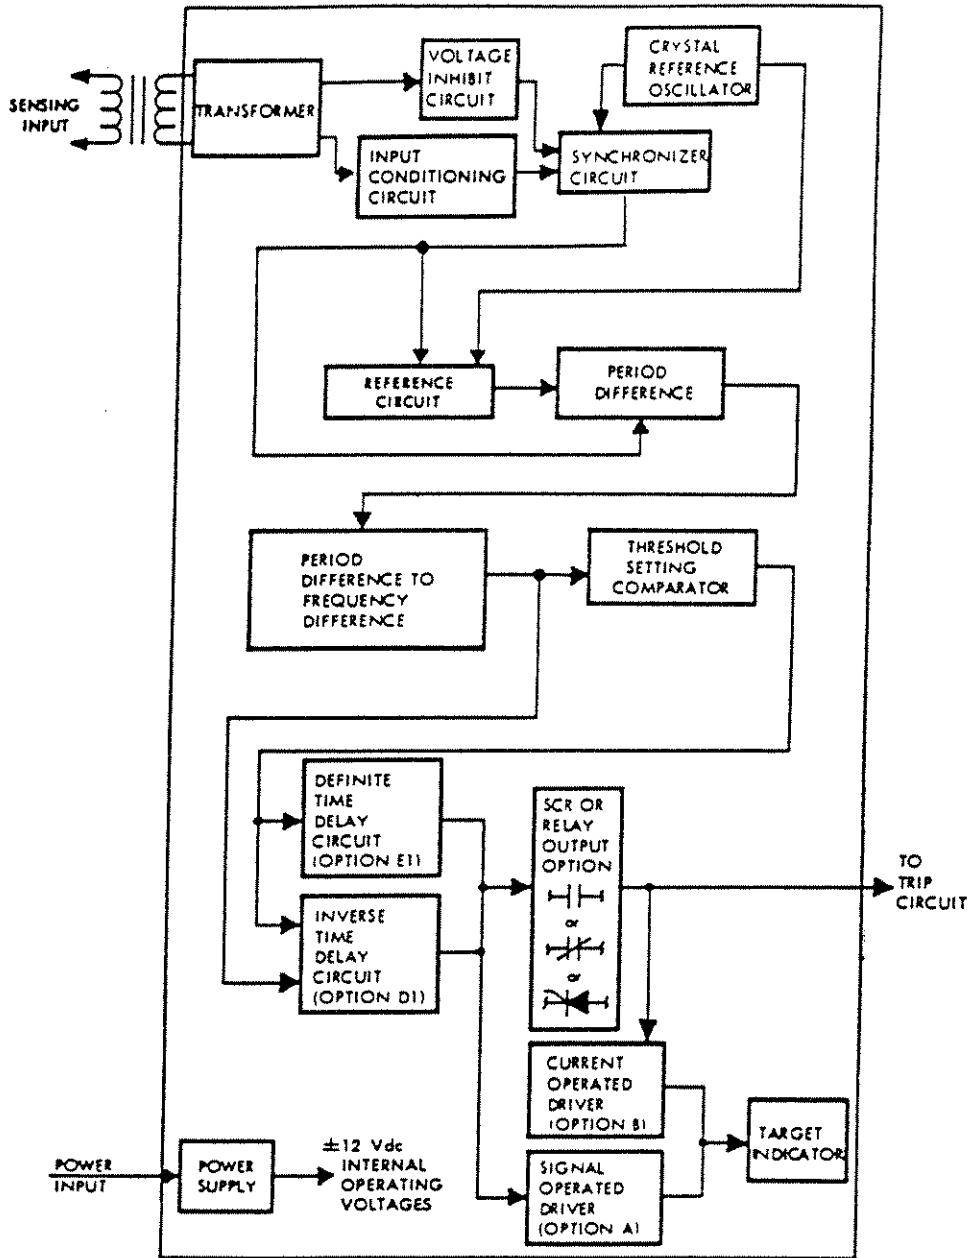 VOLTAGE
INHIBIT
CIRCUIT
CRYSTAL
REFERENCE
OSCILLATOR
SENSING
INPUT
TRANSFORMER
INPUT
CONDITIONING
CIRCUIT
SYNCHRONIZER
CIRCUIT
REFERENCE
CIRCUIT
PERIOD
DIFFERENCE
PERIOD
DIFFERENCE TO
FREQUENCY
DIFFERENCE
THRESHOLD
SETTING
COMPARATOR
DEFINITE
TIME
DELAY
CIRCUIT
(OPTION E1)
INVERSE
TIME
DELAY
CIRCUIT
(OPTION D1)
SCR OR
RELAY
OUTPUT
OPTION
or
or
TO
TRIP
CIRCUIT
CURRENT
OPERATED
DRIVER
(OPTION B)
TARGET
INDICATOR
SIGNAL
OPERATED
DRIVER
(OPTION A)
POWER
INPUT
POWER
SUPPLY
±12 Vdc
INTERNAL
OPERATING
VOLTAGES